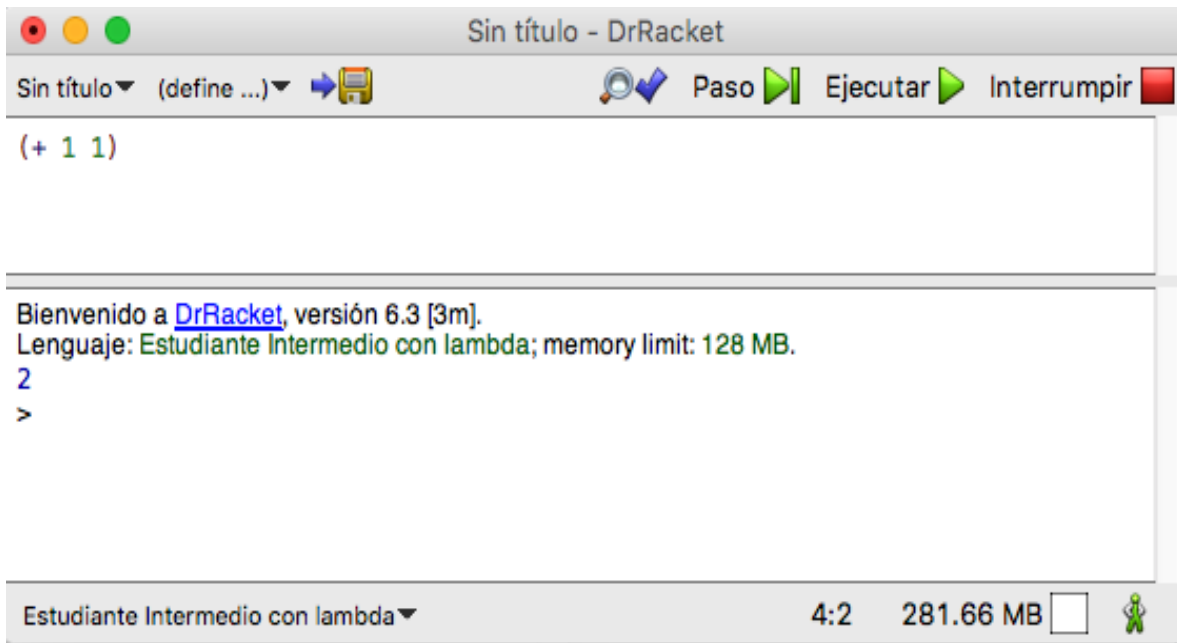 Sin título - DrRacket
Sin título (define ...) Paso Ejecutar Interrumpir
(+ 1 1)
Bienvenido a DrRacket, versión 6.3 [3m].
Lenguaje: Estudiante Intermedio con lambda; memory limit: 128 MB.
2
>
Estudiante Intermedio con lambda 4:2 281.66 MB